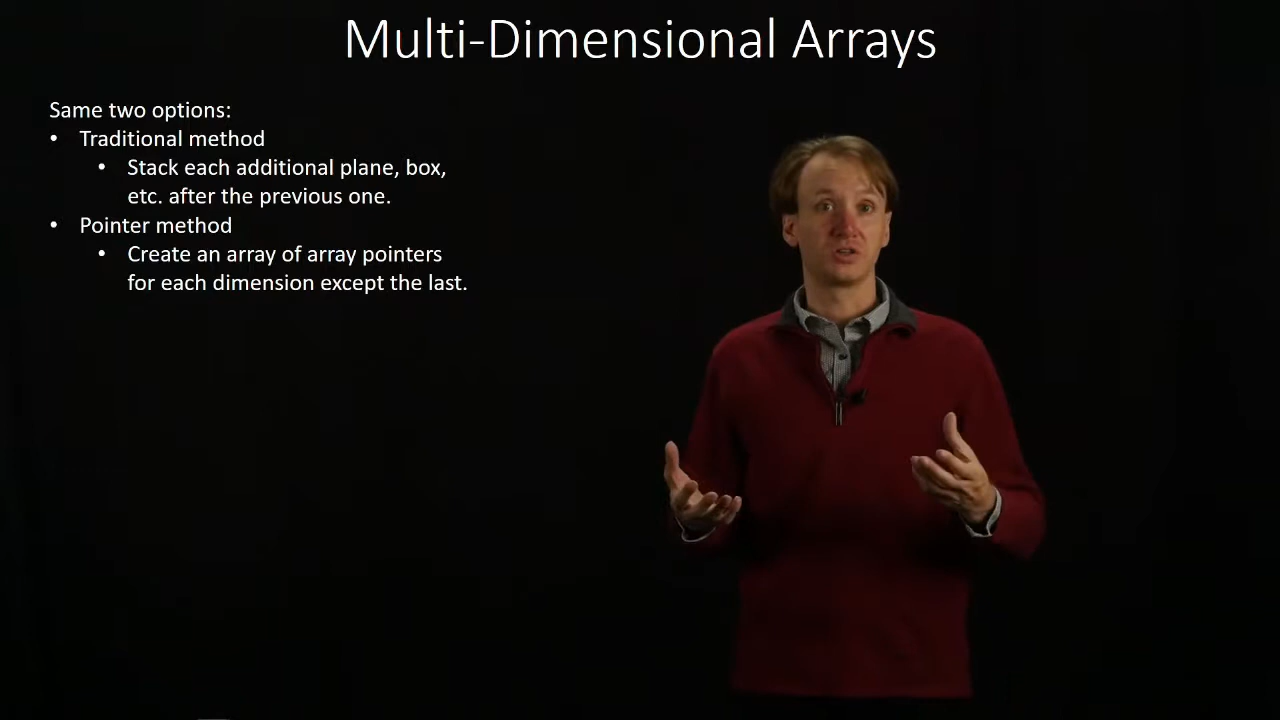 Multi-Dimensional Arrays
Same two options:
• Traditional method
• Stack each additional plane, box,
etc. after the previous one.
• Pointer method
• Create an array of array pointers
for each dimension except the last.